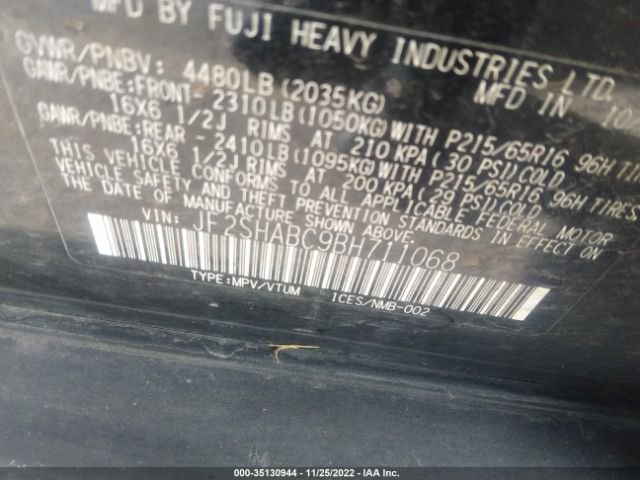 MFD BY FUJI HEAVY INDUSTRIES LTD.
MFD IN 10/
GVWR/PNBV: 4480LB(2035KG)
GAWR/PNBE:FRONT- 2310LB(1050KG)WITH P215/65R16 96H TIRES
16X6 1/2J RIMS AT 210 KPA(30 PSI)COLD
GAWR/PNBE:REAR - 2410LB(1095KG)WITH P215/65R16 96H TIRES
16X6 1/2J RIMS AT 200 KPA(29 PSI)COLD
THIS VEHICLE CONFORMS TO ALL APPLICABLE FEDERAL MOTOR
VEHICLE SAFETY AND THEFT PREVENTION STANDARDS IN EFFECT ON
THE DATE OF MANUFACTURE SHOWN ABOVE.
VIN: JF2SHABC9BH711068
TYPE:MPV/VTUM ICES/NMB-002
000-35130944 - 11/25/2022 - IAA Inc.